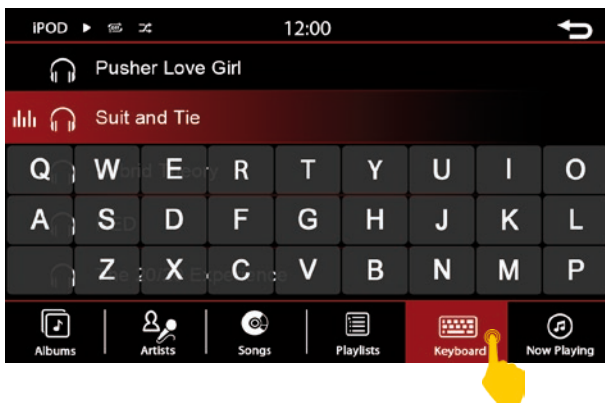 iPOD 12:00
Pusher Love Girl
Suit and Tie
Q W E R T Y U I O
A S D F G H J K L
Z X C V B N M P
Albums Artists Songs Playlists Keyboard Now Playing